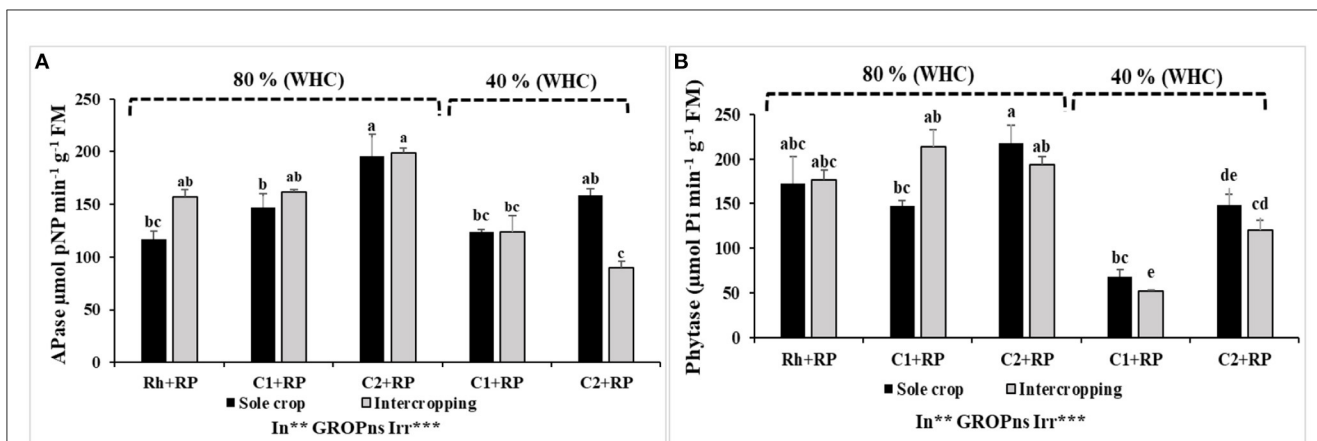 A
80 % (WHC)
40 % (WHC)
APase µmol pNP min⁻¹ g⁻¹ FM
250
200
150
100
50
0
bc
ab
b
ab
a
a
bc
bc
ab
c
Rh+RP
C1+RP
C2+RP
C1+RP
C2+RP
Sole crop
Intercropping
In** GROPns Irr***
B
80 % (WHC)
40 % (WHC)
Phytase (µmol Pi min⁻¹ g⁻¹ FM)
250
200
150
100
50
0
abc
abc
bc
ab
a
ab
bc
e
de
cd
Rh+RP
C1+RP
C2+RP
C1+RP
C2+RP
Sole crop
Intercropping
In** GROPns Irr***